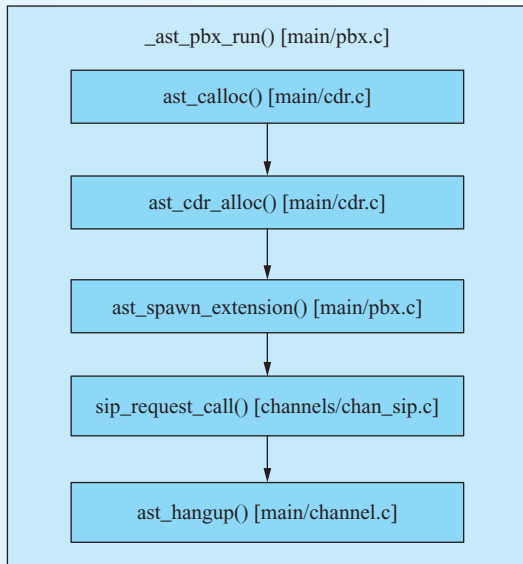 _ast_pbx_run() [main/pbx.c]
ast_calloc() [main/cdr.c]
ast_cdr_alloc() [main/cdr.c]
ast_spawn_extension() [main/pbx.c]
sip_request_call() [channels/chan_sip.c]
ast_hangup() [main/channel.c]